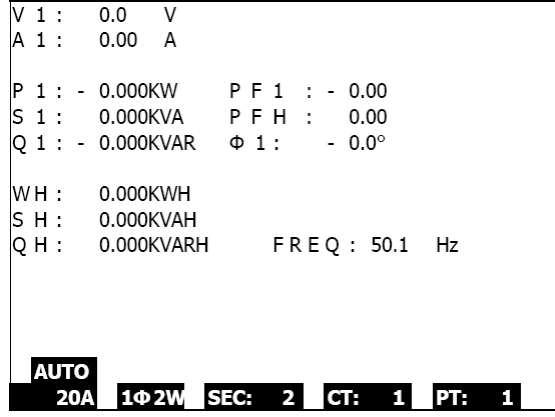 V 1 : 0.0 V
A 1 : 0.00 A
P 1 : - 0.000KW P F 1 : - 0.00
S 1 : 0.000KVA P F H : 0.00
Q 1 : - 0.000KVAR Φ 1 : - 0.0°
W H : 0.000KWH
S H : 0.000KVAH
Q H : 0.000KVARH F R E Q : 50.1 Hz
AUTO
20A 1Φ2W SEC: 2 CT: 1 PT: 1